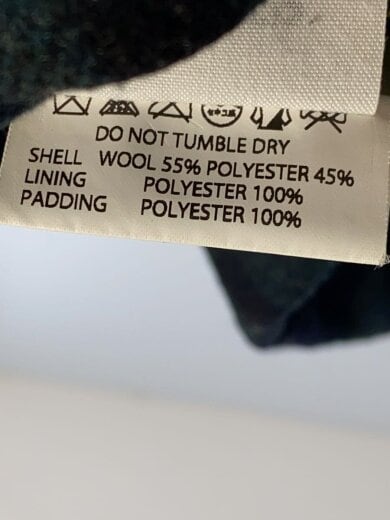 DO NOT TUMBLE DRY
SHELL WOOL 55% POLYESTER 45%
LINING POLYESTER 100%
PADDING POLYESTER 100%